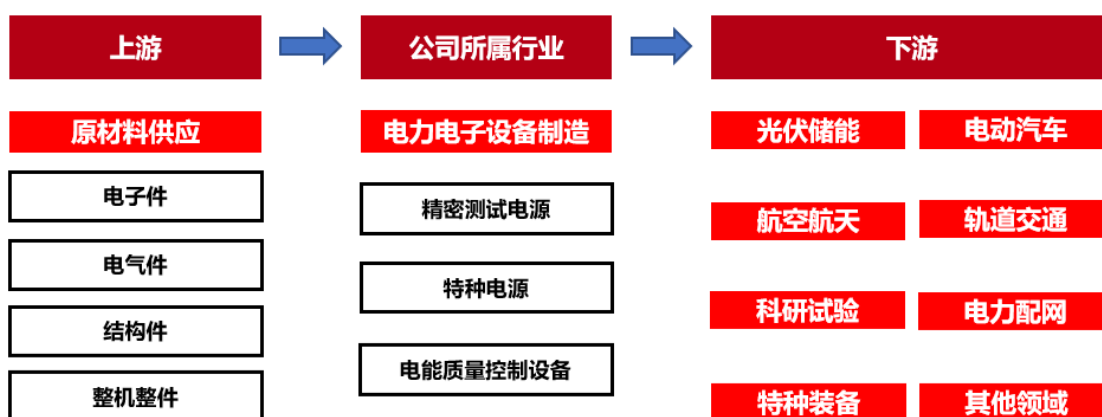 上游
公司所属行业
下游
原材料供应
电子件
电气件
结构件
整机整件
电力电子设备制造
精密测试电源
特种电源
电能质量控制设备
光伏储能
电动汽车
航空航天
轨道交通
科研试验
电力配网
特种装备
其他领域